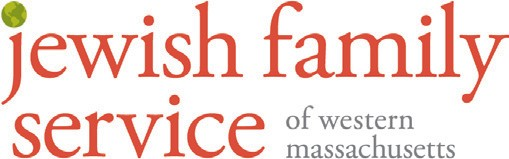 jewish family
service of western
massachusetts